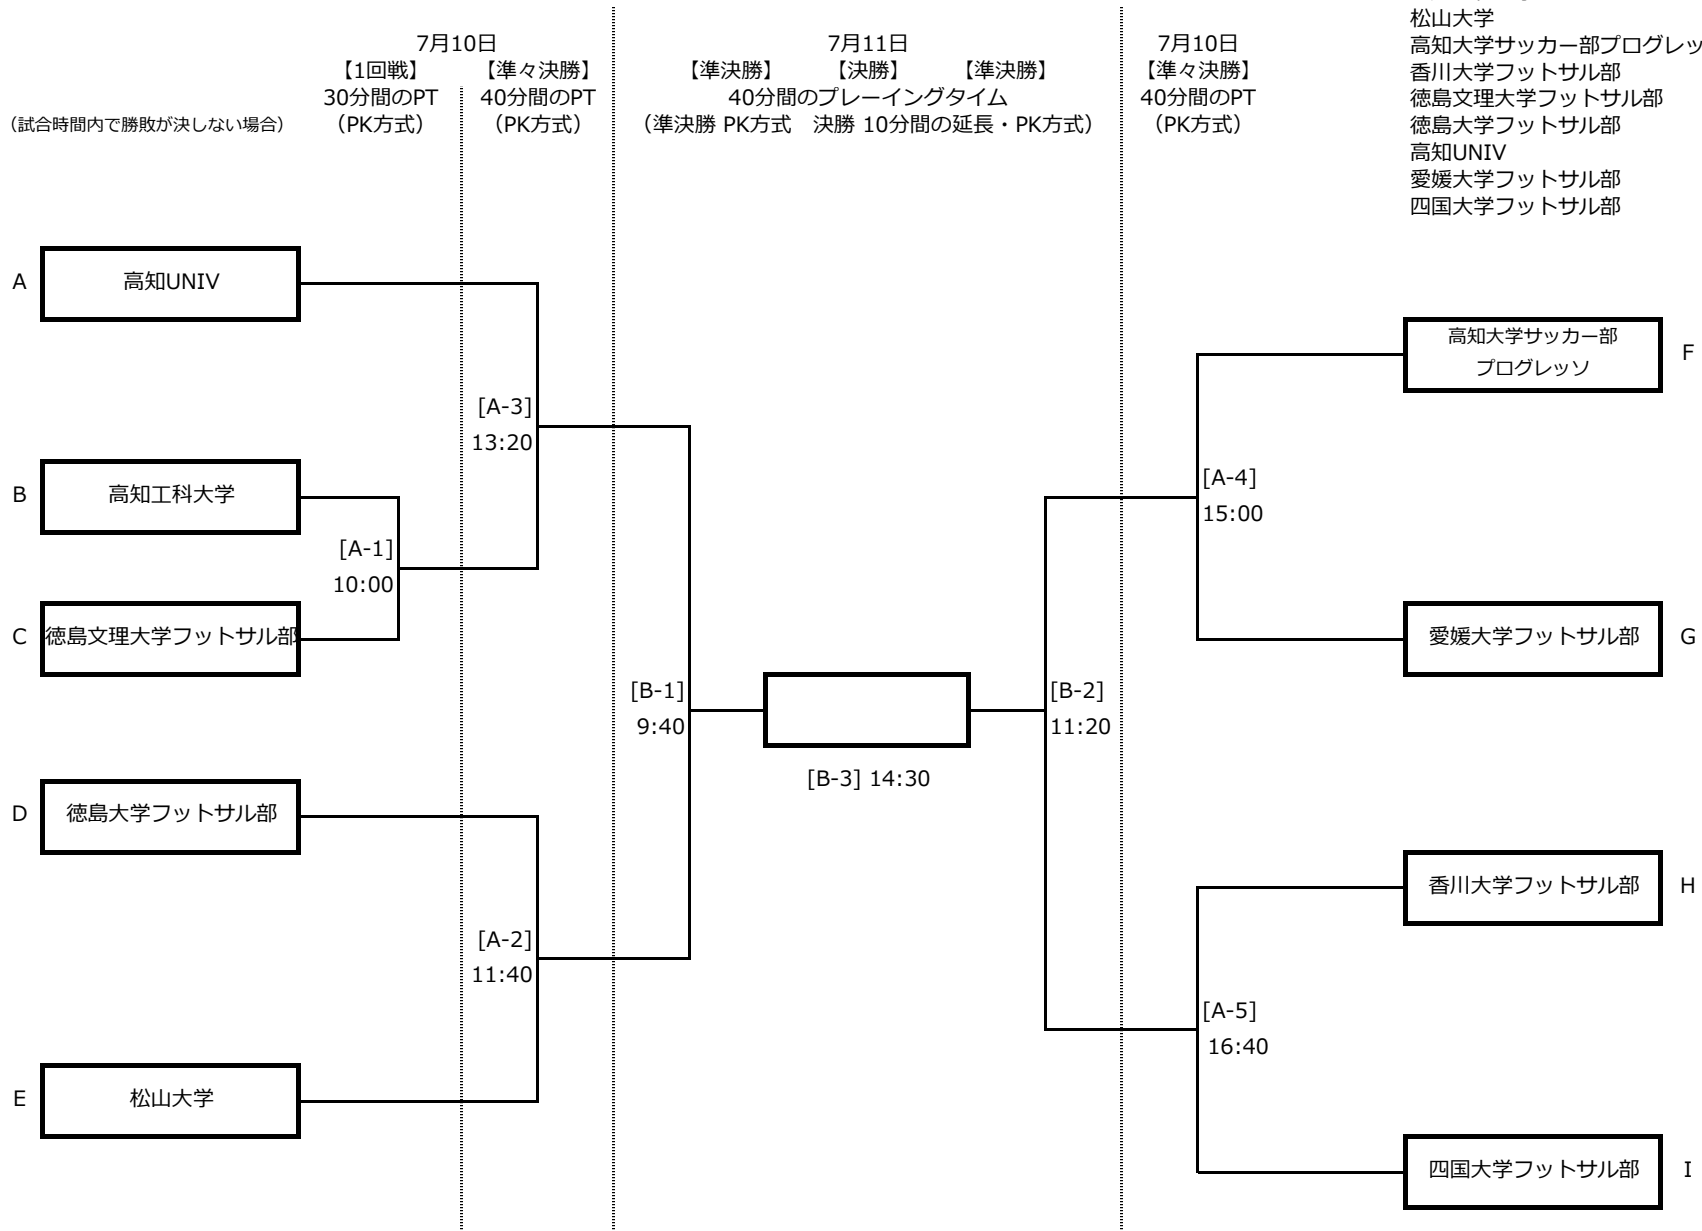 松山大学
高知大学サッカー部プログレッ
香川大学フットサル部
徳島文理大学フットサル部
徳島大学フットサル部
高知UNIV
愛媛大学フットサル部
四国大学フットサル部
7月10日
7月11日
7月10日
【1回戦】
【準々決勝】
【準決勝】
【決勝】
【準決勝】
【準々決勝】
30分間のPT
40分間のPT
40分間のプレーイングタイム
40分間のPT
（試合時間内で勝敗が決しない場合）
（PK方式）
（PK方式）
（準決勝 PK方式　決勝 10分間の延長・PK方式）
（PK方式）
A
高知UNIV
高知大学サッカー部
プログレッソ
F
[A-3]
13:20
B
高知工科大学
[A-4]
15:00
[A-1]
10:00
C
徳島文理大学フットサル部
愛媛大学フットサル部
G
[B-1]
9:40
[B-2]
11:20
[B-3] 14:30
D
徳島大学フットサル部
香川大学フットサル部
H
[A-2]
11:40
[A-5]
16:40
E
松山大学
四国大学フットサル部
I